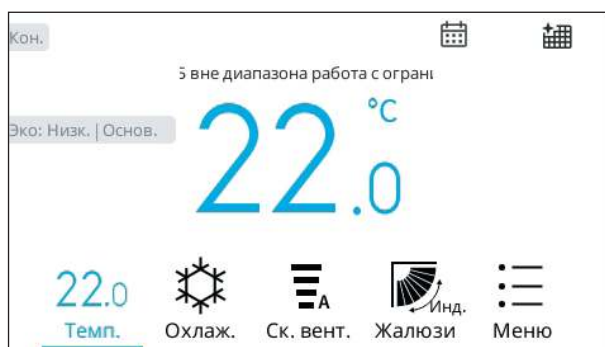 Кон.
5 вне диапазона работа с ограни
Эко: Низк. | Основ.
22.0 °C
22.0
A
Инд.
Темп.
Охлаж.
Ск. вент.
Жалюзи
Меню